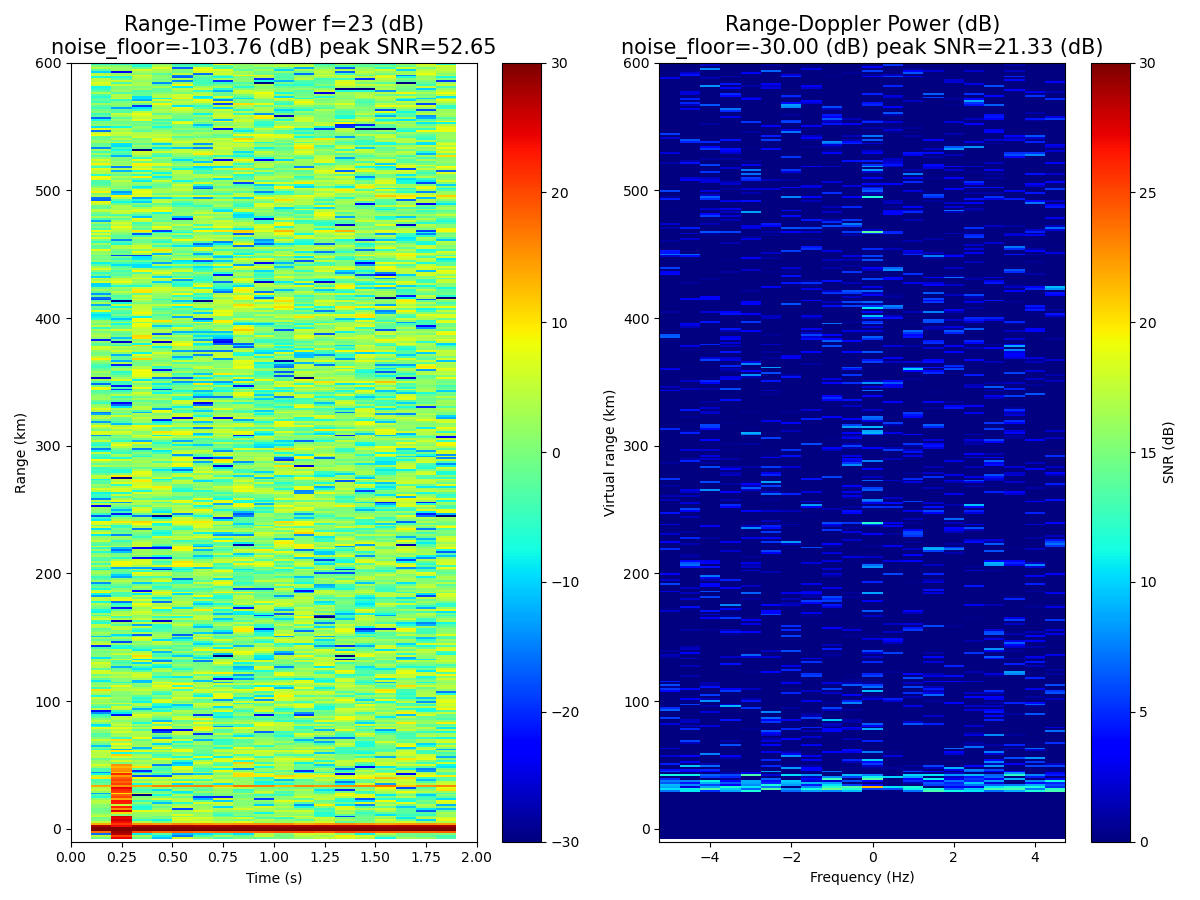 Range-Time Power f=23 (dB)
noise_floor=-103.76 (dB) peak SNR=52.65
Range (km)
600
500
400
300
200
100
0
0.00 0.25 0.50 0.75 1.00 1.25 1.50 1.75 2.00
Time (s)
30
20
10
0
−10
−20
−30
Range-Doppler Power (dB)
noise_floor=-30.00 (dB) peak SNR=21.33 (dB)
Virtual range (km)
600
500
400
300
200
100
0
−4 −2 0 2 4
Frequency (Hz)
30
25
20
15
10
5
0
SNR (dB)